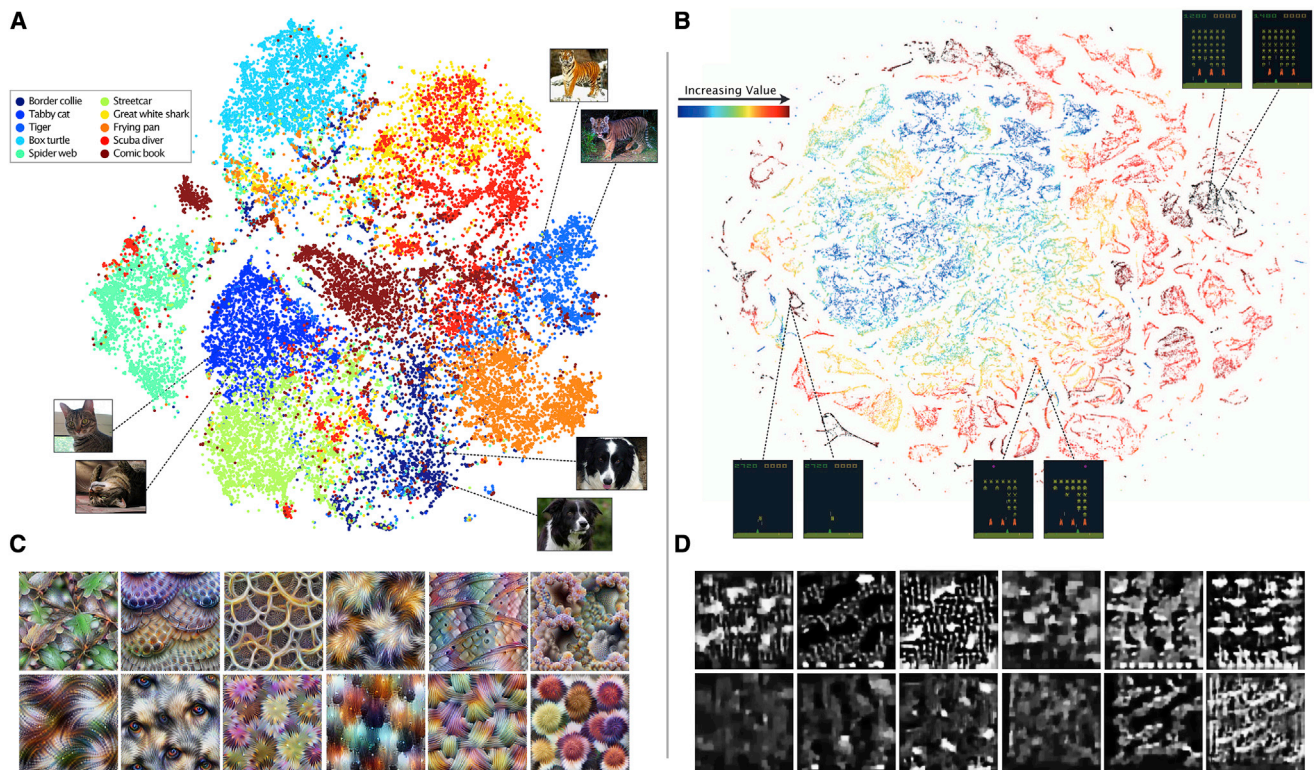 A
Border collie
Tabby cat
Tiger
Box turtle
Spider web
Streetcar
Great white shark
Frying pan
Scuba diver
Comic book
B
Increasing Value
C
D